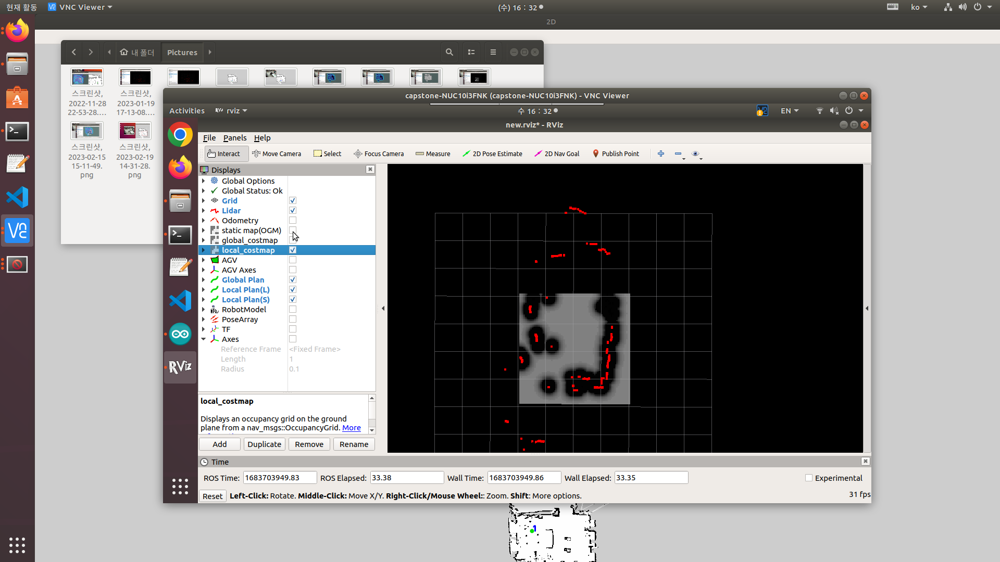 현재 활동
VNC Viewer
(수) 16 : 32
ko
2D
내 폴더
Pictures
스크린샷,
2022-11-28
22-53-28.…
스크린샷,
2023-01-19
17-13-08.…
스크린샷,
2023-02-15
15-11-49.
png
스크린샷,
2023-02-19
14-31-28.
png
capstone-NUC10i3FNK (capstone-NUC10i3FNK) - VNC Viewer
Activities
RViz
rviz
수 16 : 32
EN
new.rviz* - RViz
File Panels Help
Interact Move Camera Select Focus Camera Measure 2D Pose Estimate 2D Nav Goal Publish Point
Displays
Global Options
Global Status: Ok
Grid
Lidar
Odometry
static map(OGM)
global_costmap
local_costmap
AGV
AGV Axes
Global Plan
Local Plan(L)
Local Plan(S)
RobotModel
PoseArray
TF
Axes
Reference Frame <Fixed Frame>
Length 1
Radius 0.1
local_costmap
Displays an occupancy grid on the ground
plane from a nav_msgs::OccupancyGrid. More
Add Duplicate Remove Rename
Time
ROS Time: 1683703949.83 ROS Elapsed: 33.38 Wall Time: 1683703949.86 Wall Elapsed: 33.35 Experimental
Reset Left-Click: Rotate. Middle-Click: Move X/Y. Right-Click/Mouse Wheel:: Zoom. Shift: More options. 31 fps
RViz
1